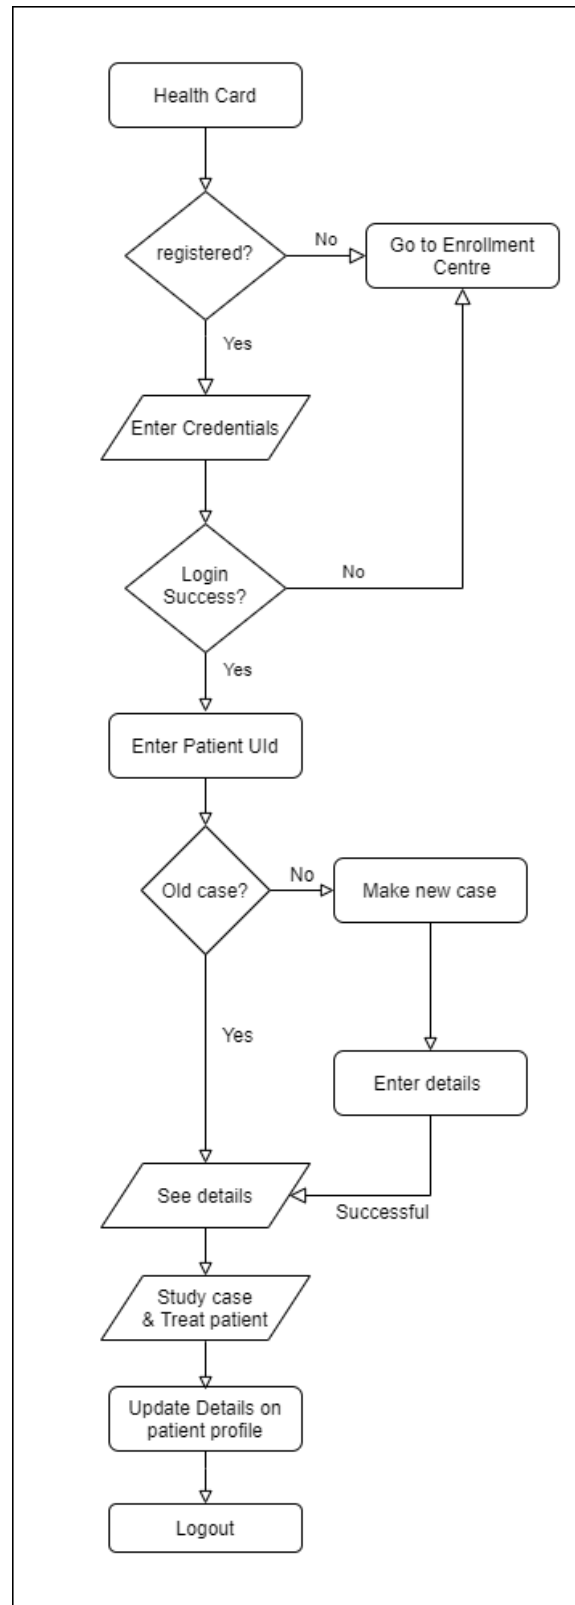 Health Card
registered?
No
Go to Enrollment
Centre
Yes
Enter Credentials
Login
Success?
No
Yes
Enter Patient UId
Old case?
No
Make new case
Yes
Enter details
See details
Successful
Study case
& Treat patient
Update Details on
patient profile
Logout